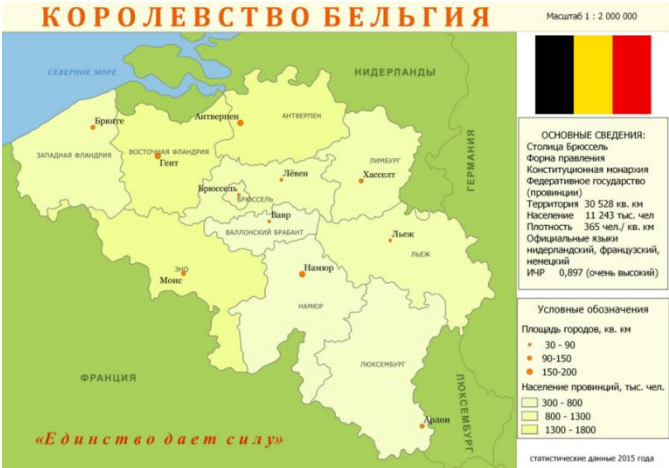 КОРОЛЕВСТВО БЕЛЬГИЯ
Масштаб 1 : 2 000 000
СЕВЕРНОЕ МОРЕ
НИДЕРЛАНДЫ
ГЕРМАНИЯ
Брюгге
Антверпен
АНТВЕРПЕН
ЗАПАДНАЯ ФЛАНДРИЯ
ВОСТОЧНАЯ ФЛАНДРИЯ
Гент
ЛИМБУРГ
Лёвен
Хасселт
Брюссель
БРЮССЕЛЬ
Вавр
ВАЛЛОНСКИЙ БРАБАНТ
Льеж
ЛЬЕЖ
ЭНО
Монс
Намюр
НАМЮР
ЛЮКСЕМБУРГ
ФРАНЦИЯ
ЛЮКСЕМБУРГ
Арлон
«Единство дает силу»
ОСНОВНЫЕ СВЕДЕНИЯ:
Столица Брюссель
Форма правления
Конституционная монархия
Федеративное государство
(провинции)
Территория 30 528 кв. км
Население 11 243 тыс. чел
Плотность 365 чел./ кв. км
Официальные языки
нидерландский, французский,
немецкий
ИЧР 0,897 (очень высокий)
Условные обозначения
Площадь городов, кв. км
30 - 90
90-150
150-200
Население провинций, тыс. чел.
300 - 800
800 - 1300
1300 - 1800
статистические данные 2015 года